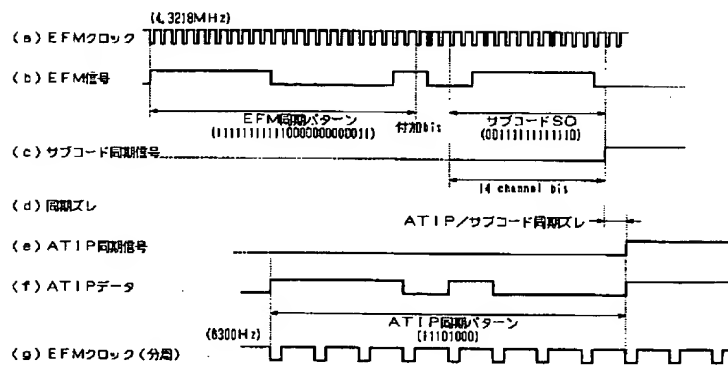 (4.3218MHz)
(a) EFMクロック
(b) EFM信号
EFM同期パターン
(111111111110000000000011)
付加bis
サブコードS0
(00111111111110)
(c) サブコード同期信号
14 channel bis
(d) 同期ズレ
ATIP/サブコード同期ズレ
(e) ATIP同期信号
(f) ATIPデータ
ATIP同期パターン
(11101000)
(6300Hz)
(g) EFMクロック(分周)